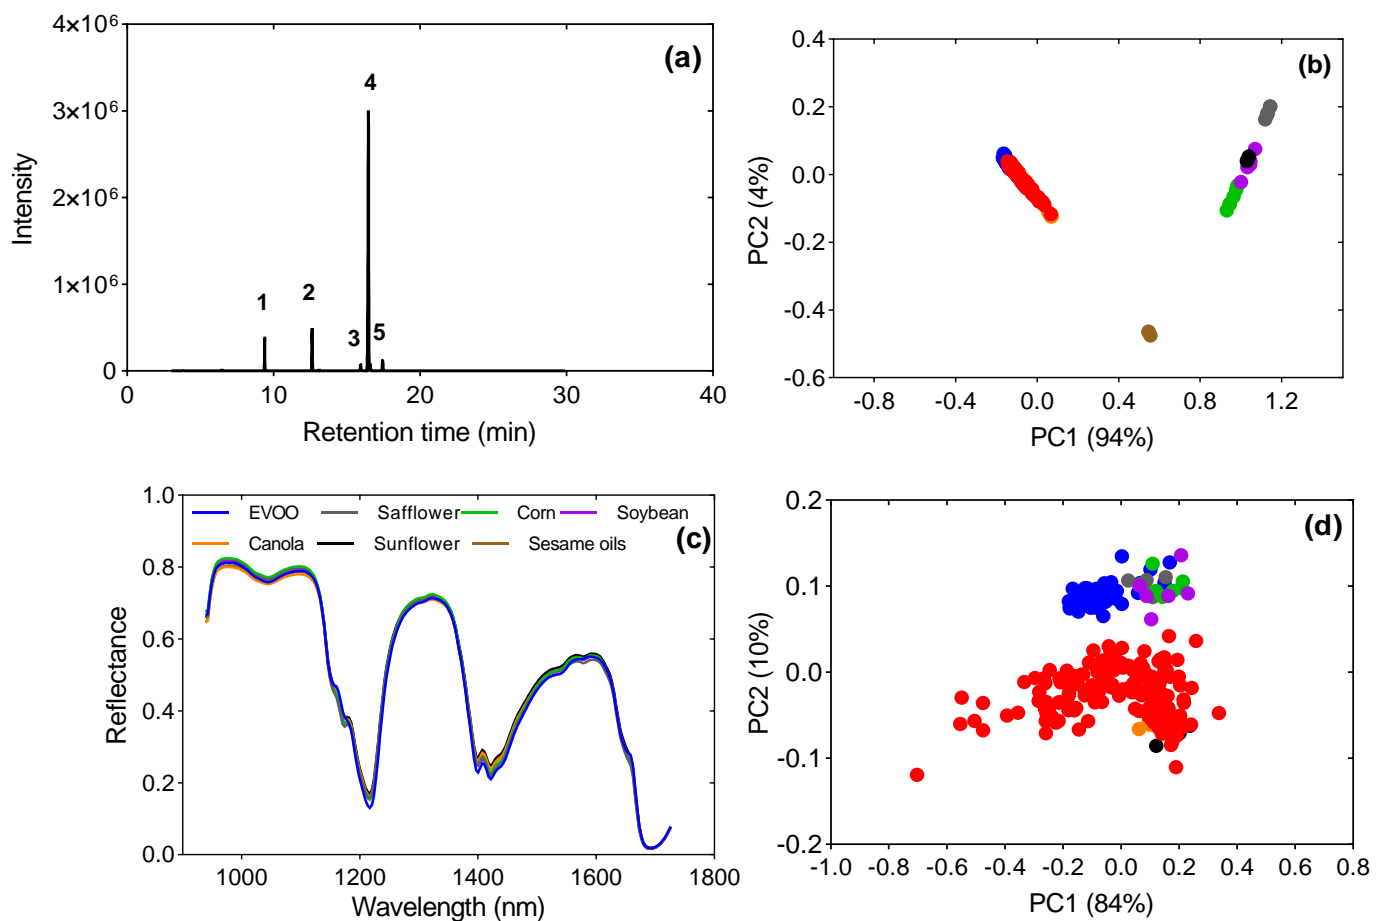 (a)
Intensity
4×10⁶
3×10⁶
2×10⁶
1×10⁶
0
1
2
3
4
5
0 10 20 30 40
Retention time (min)
(b)
PC2 (4%)
0.4
0.2
0.0
-0.2
-0.4
-0.6
-0.8 -0.4 0.0 0.4 0.8 1.2
PC1 (94%)
(c)
Reflectance
1.0
0.8
0.6
0.4
0.2
0.0
EVOO Safflower Corn Soybean
Canola Sunflower Sesame oils
1000 1200 1400 1600 1800
Wavelength (nm)
(d)
PC2 (10%)
0.2
0.1
0.0
-0.1
-0.2
-1.0 -0.8 -0.6 -0.4 -0.2 0.0 0.2 0.4 0.6 0.8
PC1 (84%)